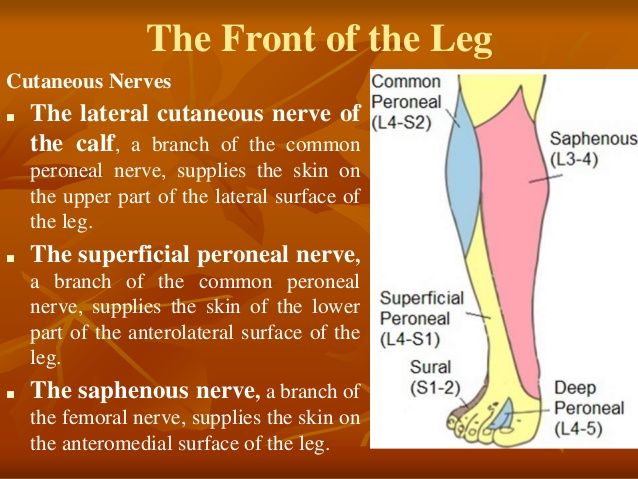 The Front of the Leg
Cutaneous Nerves
The lateral cutaneous nerve of
the calf, a branch of the common
peroneal nerve, supplies the skin on
the upper part of the lateral surface of
the leg.
The superficial peroneal nerve,
a branch of the common peroneal
nerve, supplies the skin of the lower
part of the anterolateral surface of the
leg.
The saphenous nerve, a branch of
the femoral nerve, supplies the skin on
the anteromedial surface of the leg.
Common
Peroneal
(L4-S2)
Saphenous
(L3-4)
Superficial
Peroneal
(L4-S1)
Sural
(S1-2)
Deep
Peroneal
(L4-5)